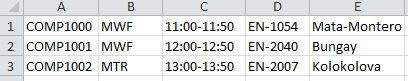 A B C D E
1 COMP1000 MWF 11:00-11:50 EN-1054 Mata-Montero
2 COMP1001 MWF 12:00-12:50 EN-2040 Bungay
3 COMP1002 MTR 13:00-13:50 EN-2007 Kolokolova